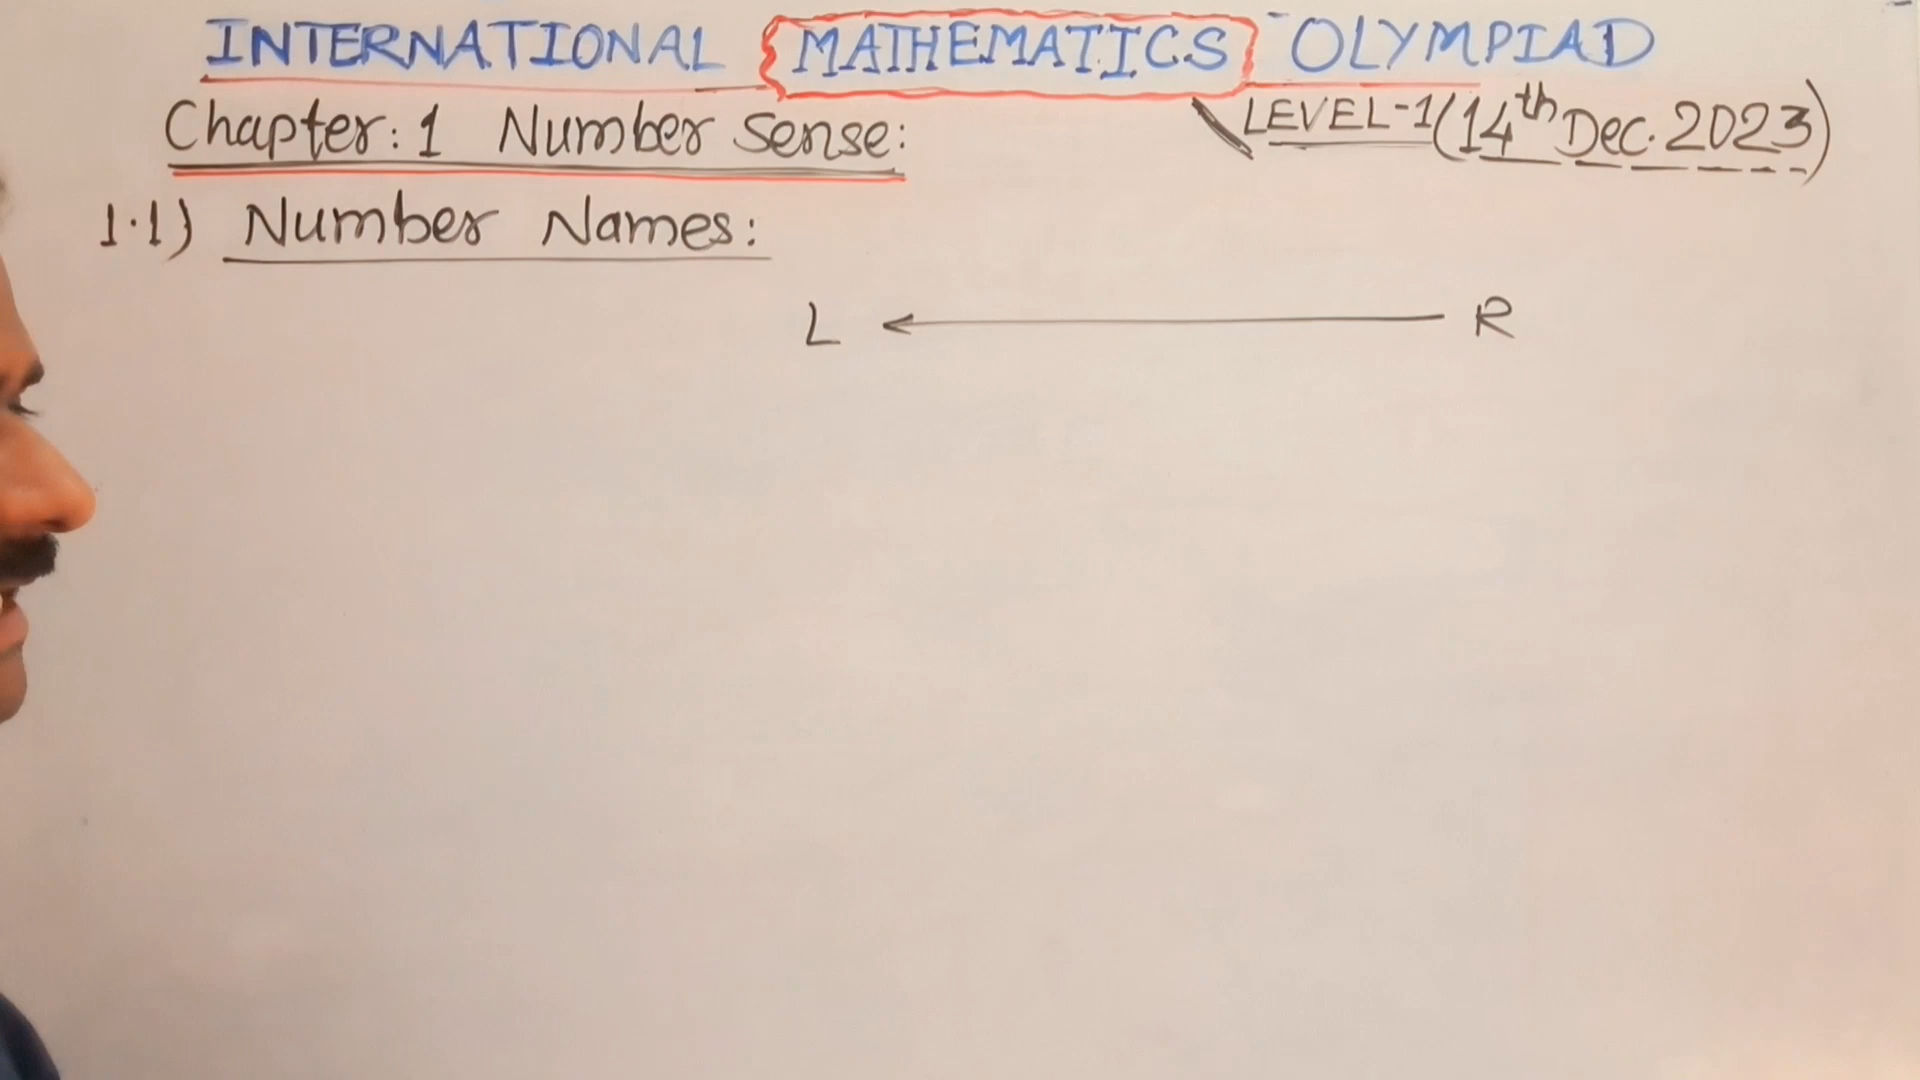 INTERNATIONAL MATHEMATICS OLYMPIAD
Chapter: 1 Number Sense:
LEVEL-1 (14th Dec. 2023)
1.1) Number Names:
L R